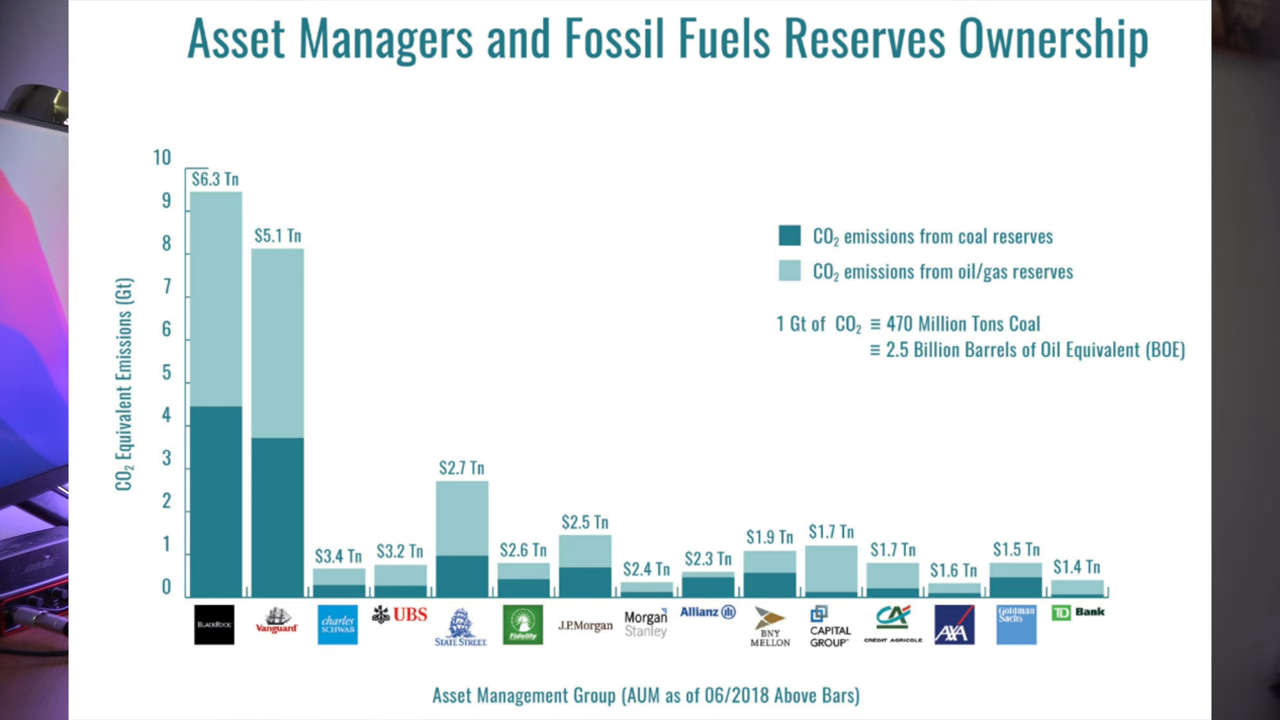 Asset Managers and Fossil Fuels Reserves Ownership
10
9
8
7
6
5
4
3
2
1
0
CO₂ Equivalent Emissions (Gt)
$6.3 Tn
$5.1 Tn
$3.4 Tn
$3.2 Tn
$2.7 Tn
$2.6 Tn
$2.5 Tn
$2.4 Tn
$2.3 Tn
$1.9 Tn
$1.7 Tn
$1.7 Tn
$1.6 Tn
$1.5 Tn
$1.4 Tn
CO₂ emissions from coal reserves
CO₂ emissions from oil/gas reserves
1 Gt of CO₂ ≡ 470 Million Tons Coal
≡ 2.5 Billion Barrels of Oil Equivalent (BOE)
BLACKROCK
Vanguard
charles
SCHWAB
UBS
STATE STREET
Fidelity
J.P.Morgan
Morgan
Stanley
Allianz
BNY
MELLON
CAPITAL
GROUP
CRÉDIT AGRICOLE
AXA
Goldman
Sachs
TD Bank
Asset Management Group (AUM as of 06/2018 Above Bars)